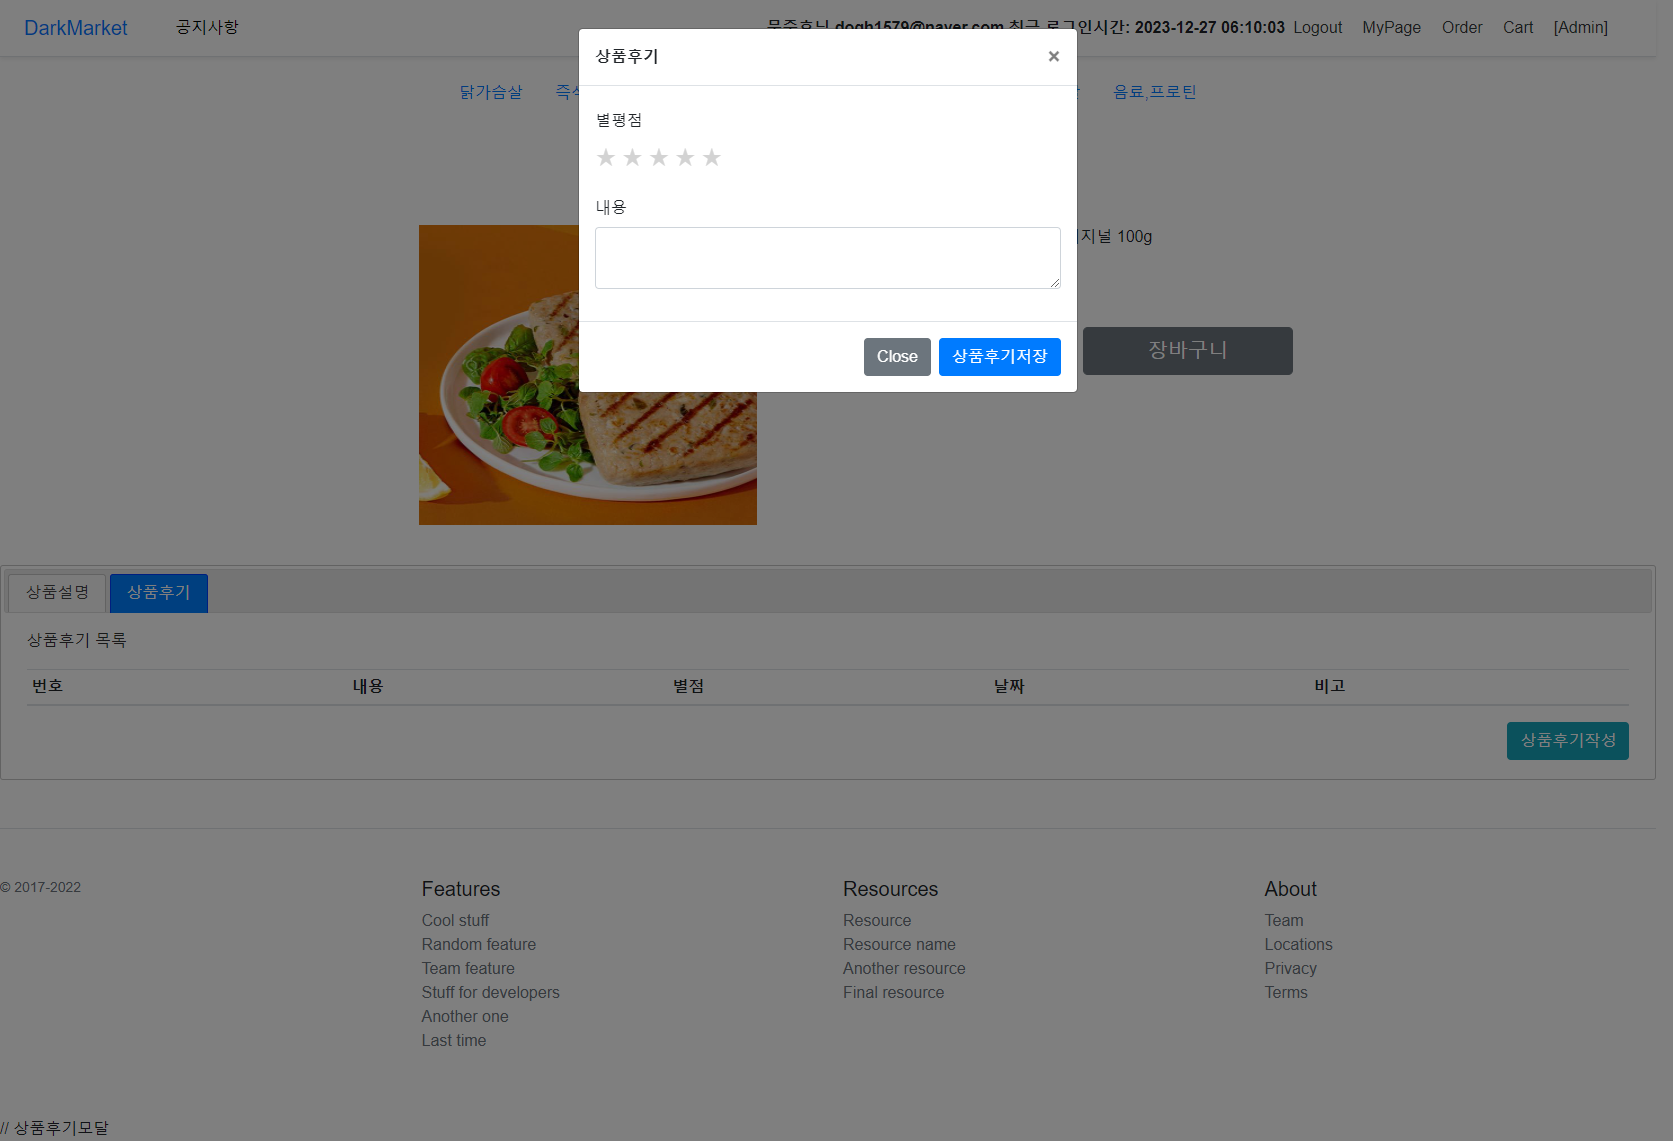 DarkMarket 공지사항 dogh1579@naver.com 최근 로그인시간: 2023-12-27 06:10:03 Logout MyPage Order Cart [Admin]
상품후기 ×
닭가슴살 음료,프로틴
별평점
★ ★ ★ ★ ★
내용
100g
장바구니
Close 상품후기저장
상품설명 상품후기
상품후기 목록
번호 내용 별점 날짜 비고
상품후기작성
© 2017-2022
Features
Cool stuff
Random feature
Team feature
Stuff for developers
Another one
Last time
Resources
Resource
Resource name
Another resource
Final resource
About
Team
Locations
Privacy
Terms
// 상품후기모달